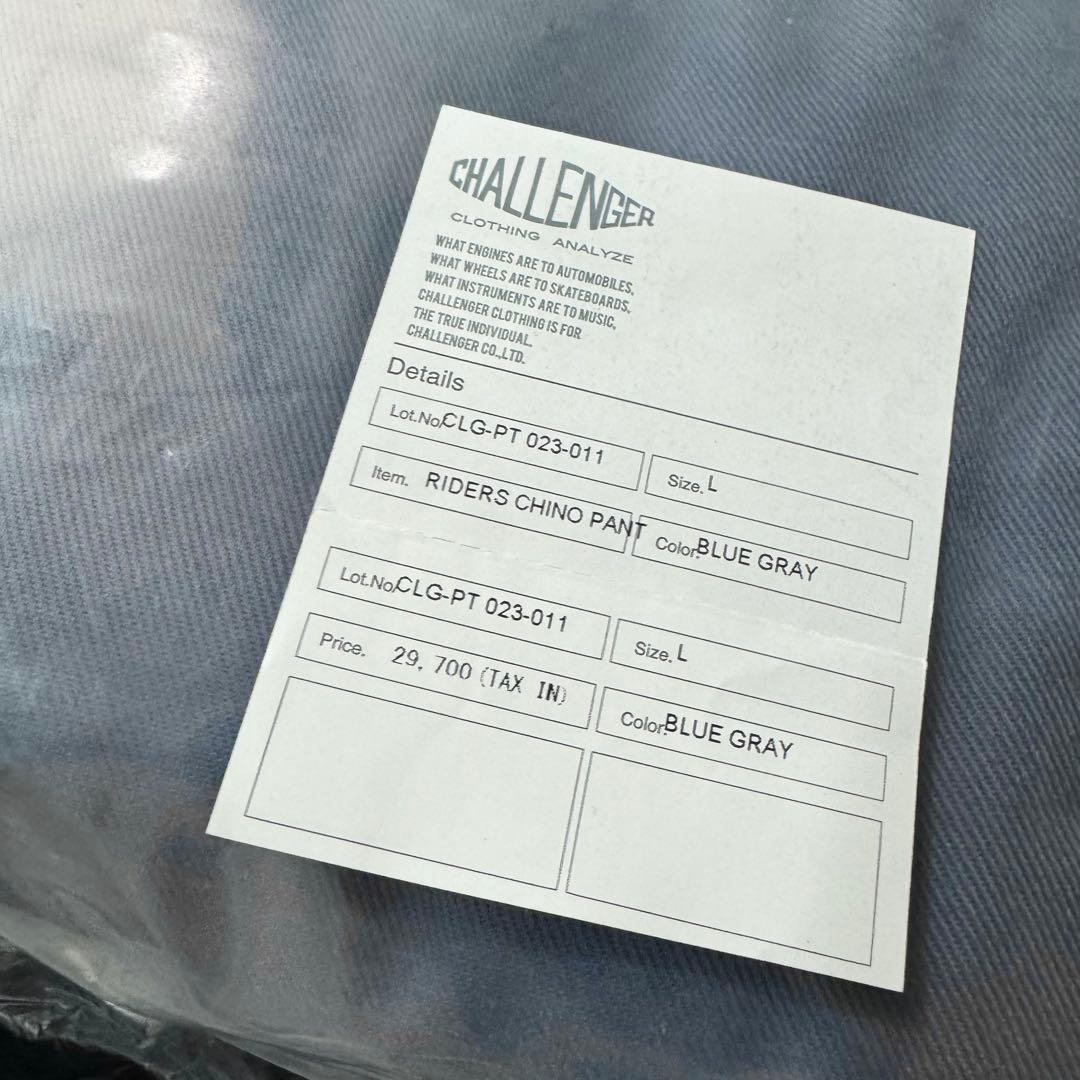 CHALLENGER
CLOTHING ANALYZE
WHAT ENGINES ARE TO AUTOMOBILES,
WHAT WHEELS ARE TO SKATEBOARDS,
WHAT INSTRUMENTS ARE TO MUSIC,
CHALLENGER CLOTHING IS FOR
THE TRUE INDIVIDUAL.
CHALLENGER CO.,LTD.
Details
Lot.No. CLG-PT 023-011
Size. L
Item. RIDERS CHINO PANT
Color. BLUE GRAY
Lot.No. CLG-PT 023-011
Size. L
Price. 29, 700 (TAX IN)
Color. BLUE GRAY